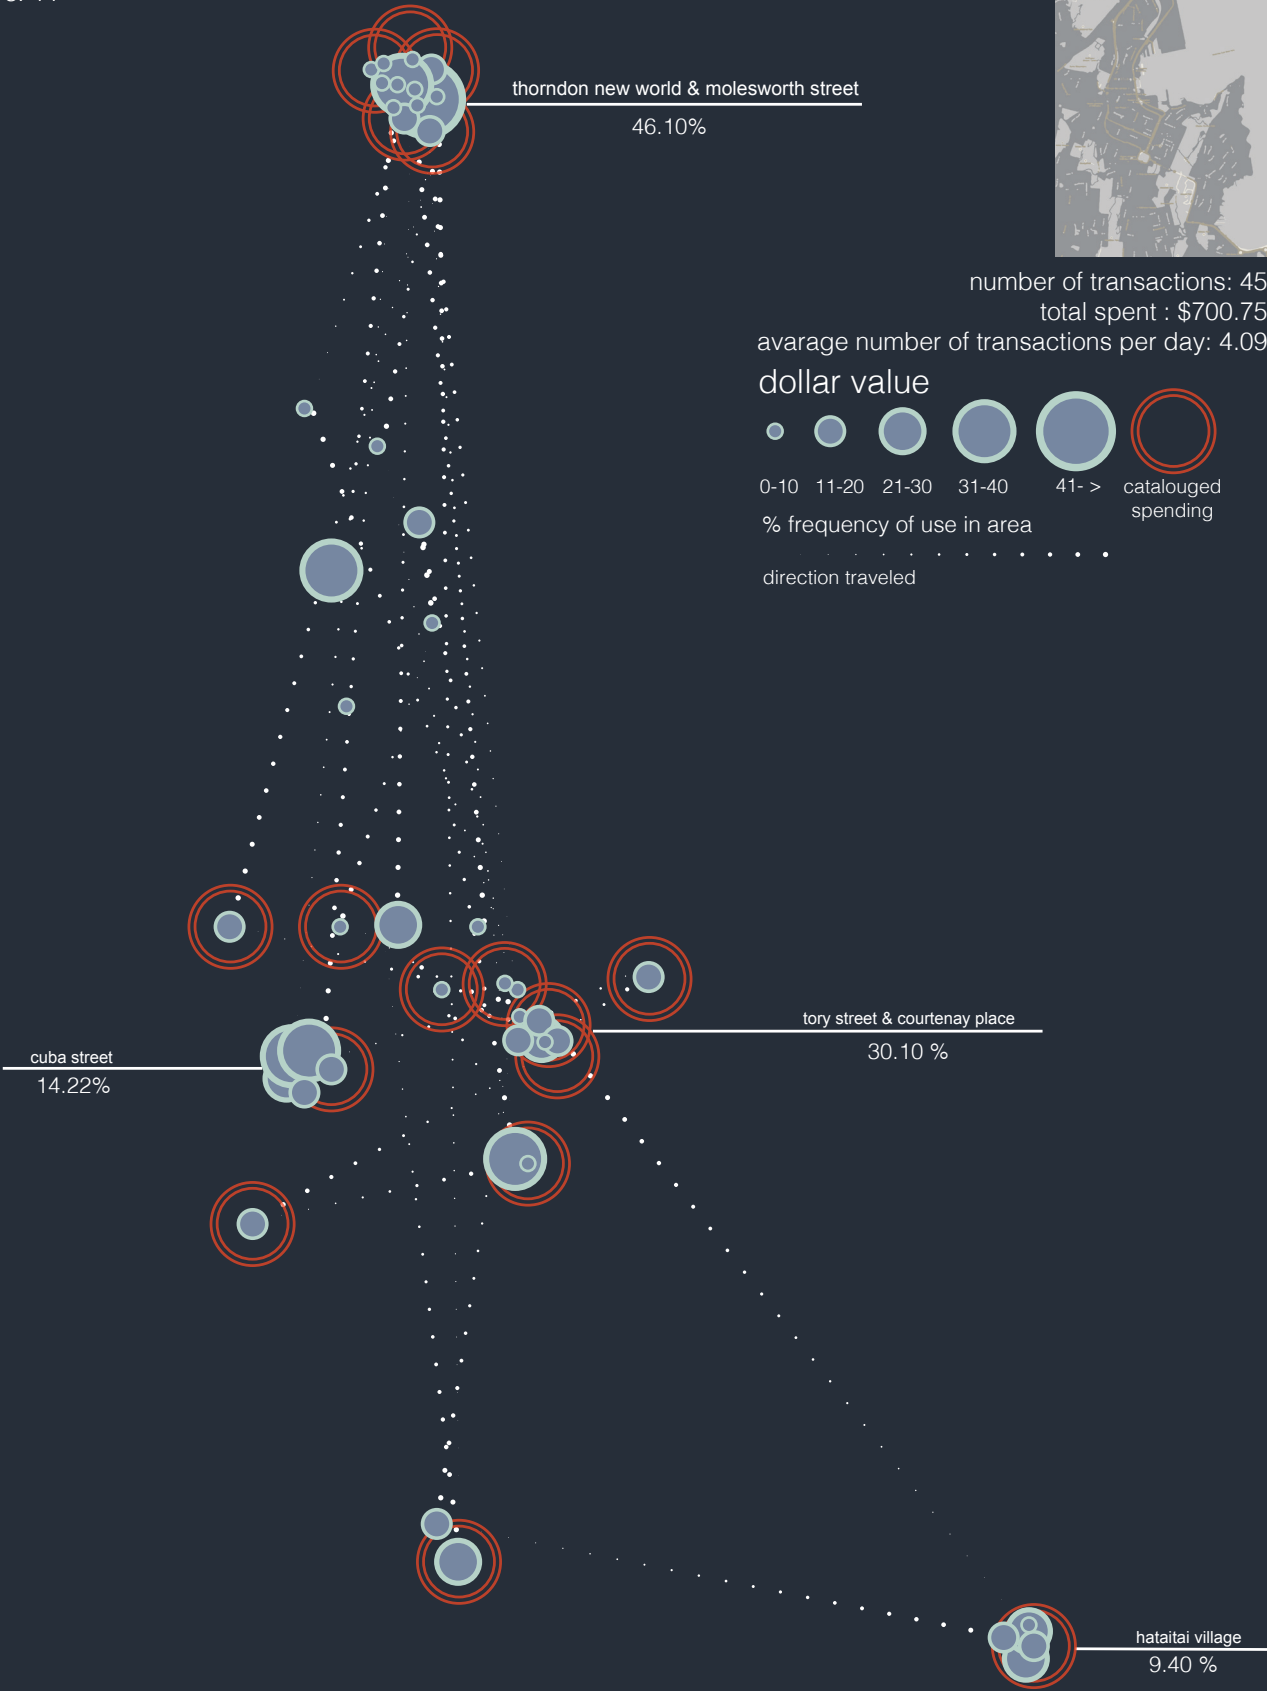 thorndon new world & molesworth street
46.10%
number of transactions: 45
total spent : $700.75
avarage number of transactions per day: 4.09
dollar value
0-10 11-20 21-30 31-40 41- > catalouged
spending
% frequency of use in area
direction traveled
tory street & courtenay place
30.10 %
cuba street
14.22%
hataitai village
9.40 %